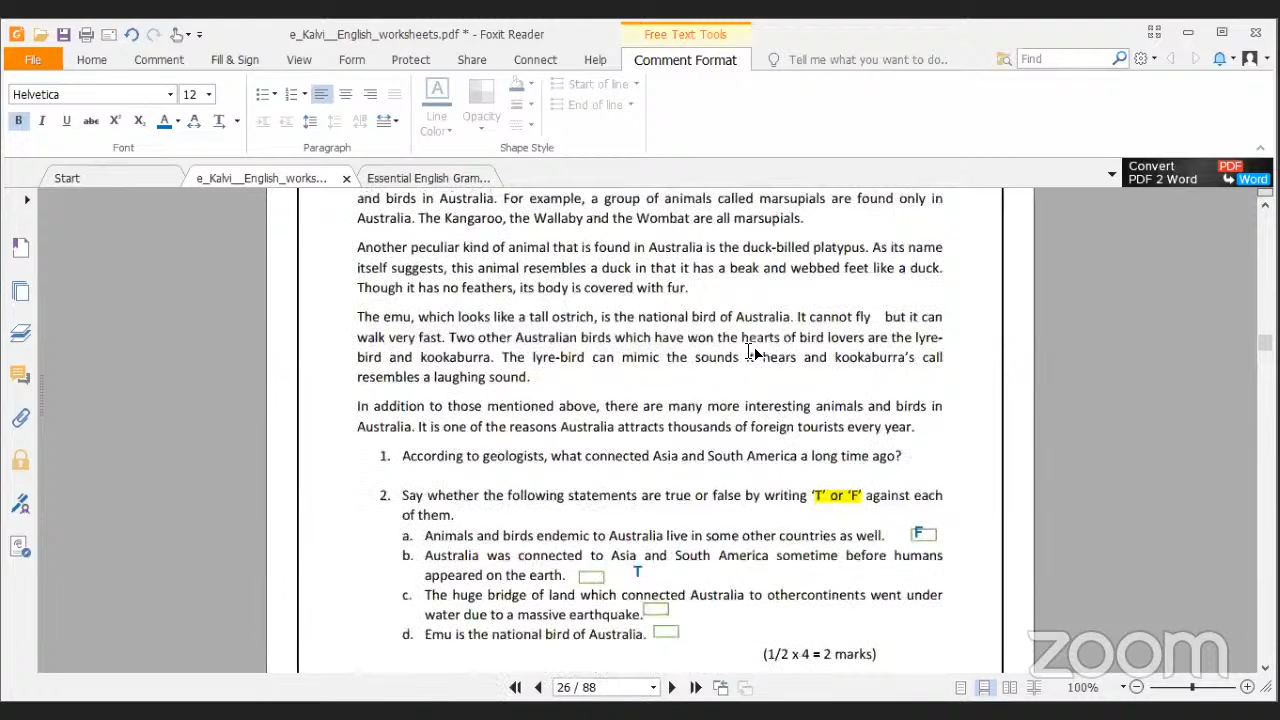 e_Kalvi__English_worksheets.pdf * - Foxit Reader
Free Text Tools
File Home Comment Fill & Sign View Form Protect Share Connect Help Comment Format Tell me what you want to do.. Find
Helvetica 12
Start of line
End of line
Line Color
Opacity
B I U abc X² X₂ A A T
Font Paragraph Shape Style
Start e_Kalvi__English_works... Essential English Gram...
Convert PDF
PDF 2 Word Word
and birds in Australia. For example, a group of animals called marsupials are found only in
Australia. The Kangaroo, the Wallaby and the Wombat are all marsupials.
Another peculiar kind of animal that is found in Australia is the duck-billed platypus. As its name
itself suggests, this animal resembles a duck in that it has a beak and webbed feet like a duck.
Though it has no feathers, its body is covered with fur.
The emu, which looks like a tall ostrich, is the national bird of Australia. It cannot fly but it can
walk very fast. Two other Australian birds which have won the hearts of bird lovers are the lyre-
bird and kookaburra. The lyre-bird can mimic the sounds hears and kookaburra's call
resembles a laughing sound.
In addition to those mentioned above, there are many more interesting animals and birds in
Australia. It is one of the reasons Australia attracts thousands of foreign tourists every year.
1. According to geologists, what connected Asia and South America a long time ago?
2. Say whether the following statements are true or false by writing 'T' or 'F' against each
of them.
a. Animals and birds endemic to Australia live in some other countries as well. F
b. Australia was connected to Asia and South America sometime before humans
appeared on the earth. T
c. The huge bridge of land which connected Australia to othercontinents went under
water due to a massive earthquake.
d. Emu is the national bird of Australia.
(1/2 x 4 = 2 marks)
zoom
26 / 88
100%